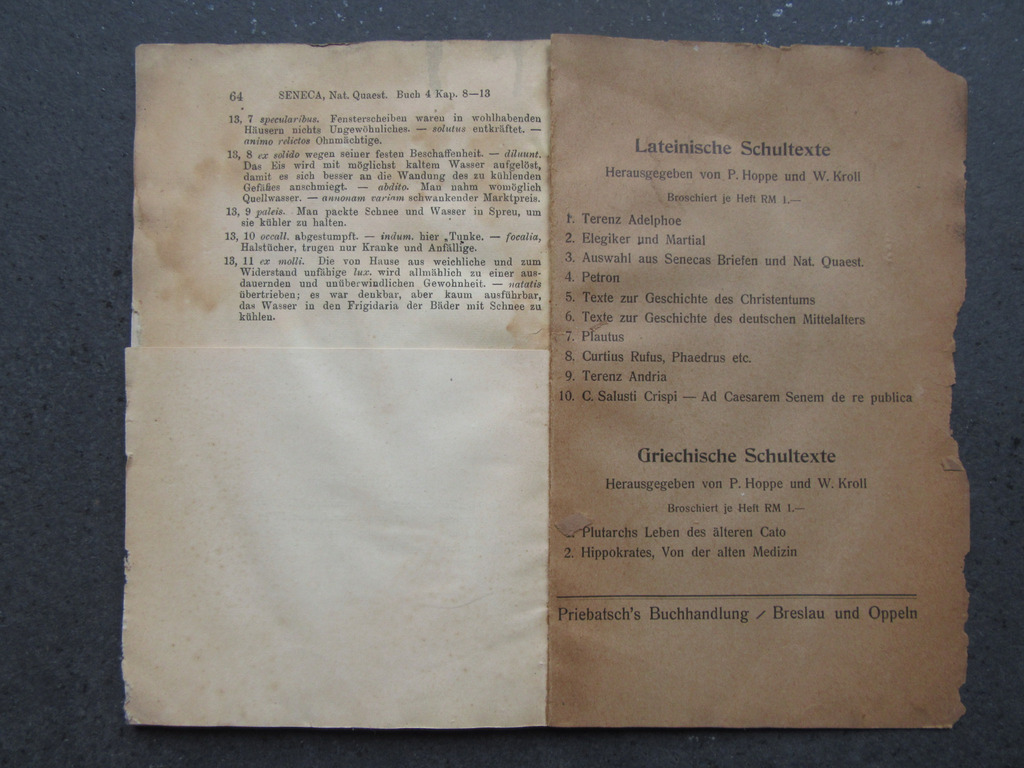 64 SENECA, Nat. Quaest. Buch 4 Kap. 8—13
13, 7 specularibus. Fensterscheiben waren in wohlhabenden
Häusern nichts Ungewöhnliches. — solutus entkräftet. —
animo relictos Ohnmächtige.
13, 8 ex solido wegen seiner festen Beschaffenheit. — diluunt.
Das Eis wird mit möglichst kaltem Wasser aufgelöst,
damit es sich besser an die Wandung des zu kühlenden
Gefäßes anschmiegt. — abdito. Man nahm womöglich
Quellwasser. — annonam variam schwankender Marktpreis.
13, 9 paleis. Man packte Schnee und Wasser in Spreu, um
sie kühler zu halten.
13, 10 occall. abgestumpft. — indum. hier „Tunke. — focalia,
Halstücher, trugen nur Kranke und Anfällige.
13, 11 ex molli. Die von Hause aus weichliche und zum
Widerstand unfähige lux. wird allmählich zu einer aus-
dauernden und unüberwindlichen Gewohnheit. — natatis
übertrieben; es war denkbar, aber kaum ausführbar,
das Wasser in den Frigidaria der Bäder mit Schnee zu
kühlen.
Lateinische Schultexte
Herausgegeben von P. Hoppe und W. Kroll
Broschiert je Heft RM 1.—
1. Terenz Adelphoe
2. Elegiker und Martial
3. Auswahl aus Senecas Briefen und Nat. Quaest.
4. Petron
5. Texte zur Geschichte des Christentums
6. Texte zur Geschichte des deutschen Mittelalters
7. Plautus
8. Curtius Rufus, Phaedrus etc.
9. Terenz Andria
10. C. Salusti Crispi — Ad Caesarem Senem de re publica
Griechische Schultexte
Herausgegeben von P. Hoppe und W. Kroll
Broschiert je Heft RM 1.—
Plutarchs Leben des älteren Cato
2. Hippokrates, Von der alten Medizin
Priebatsch's Buchhandlung / Breslau und Oppeln